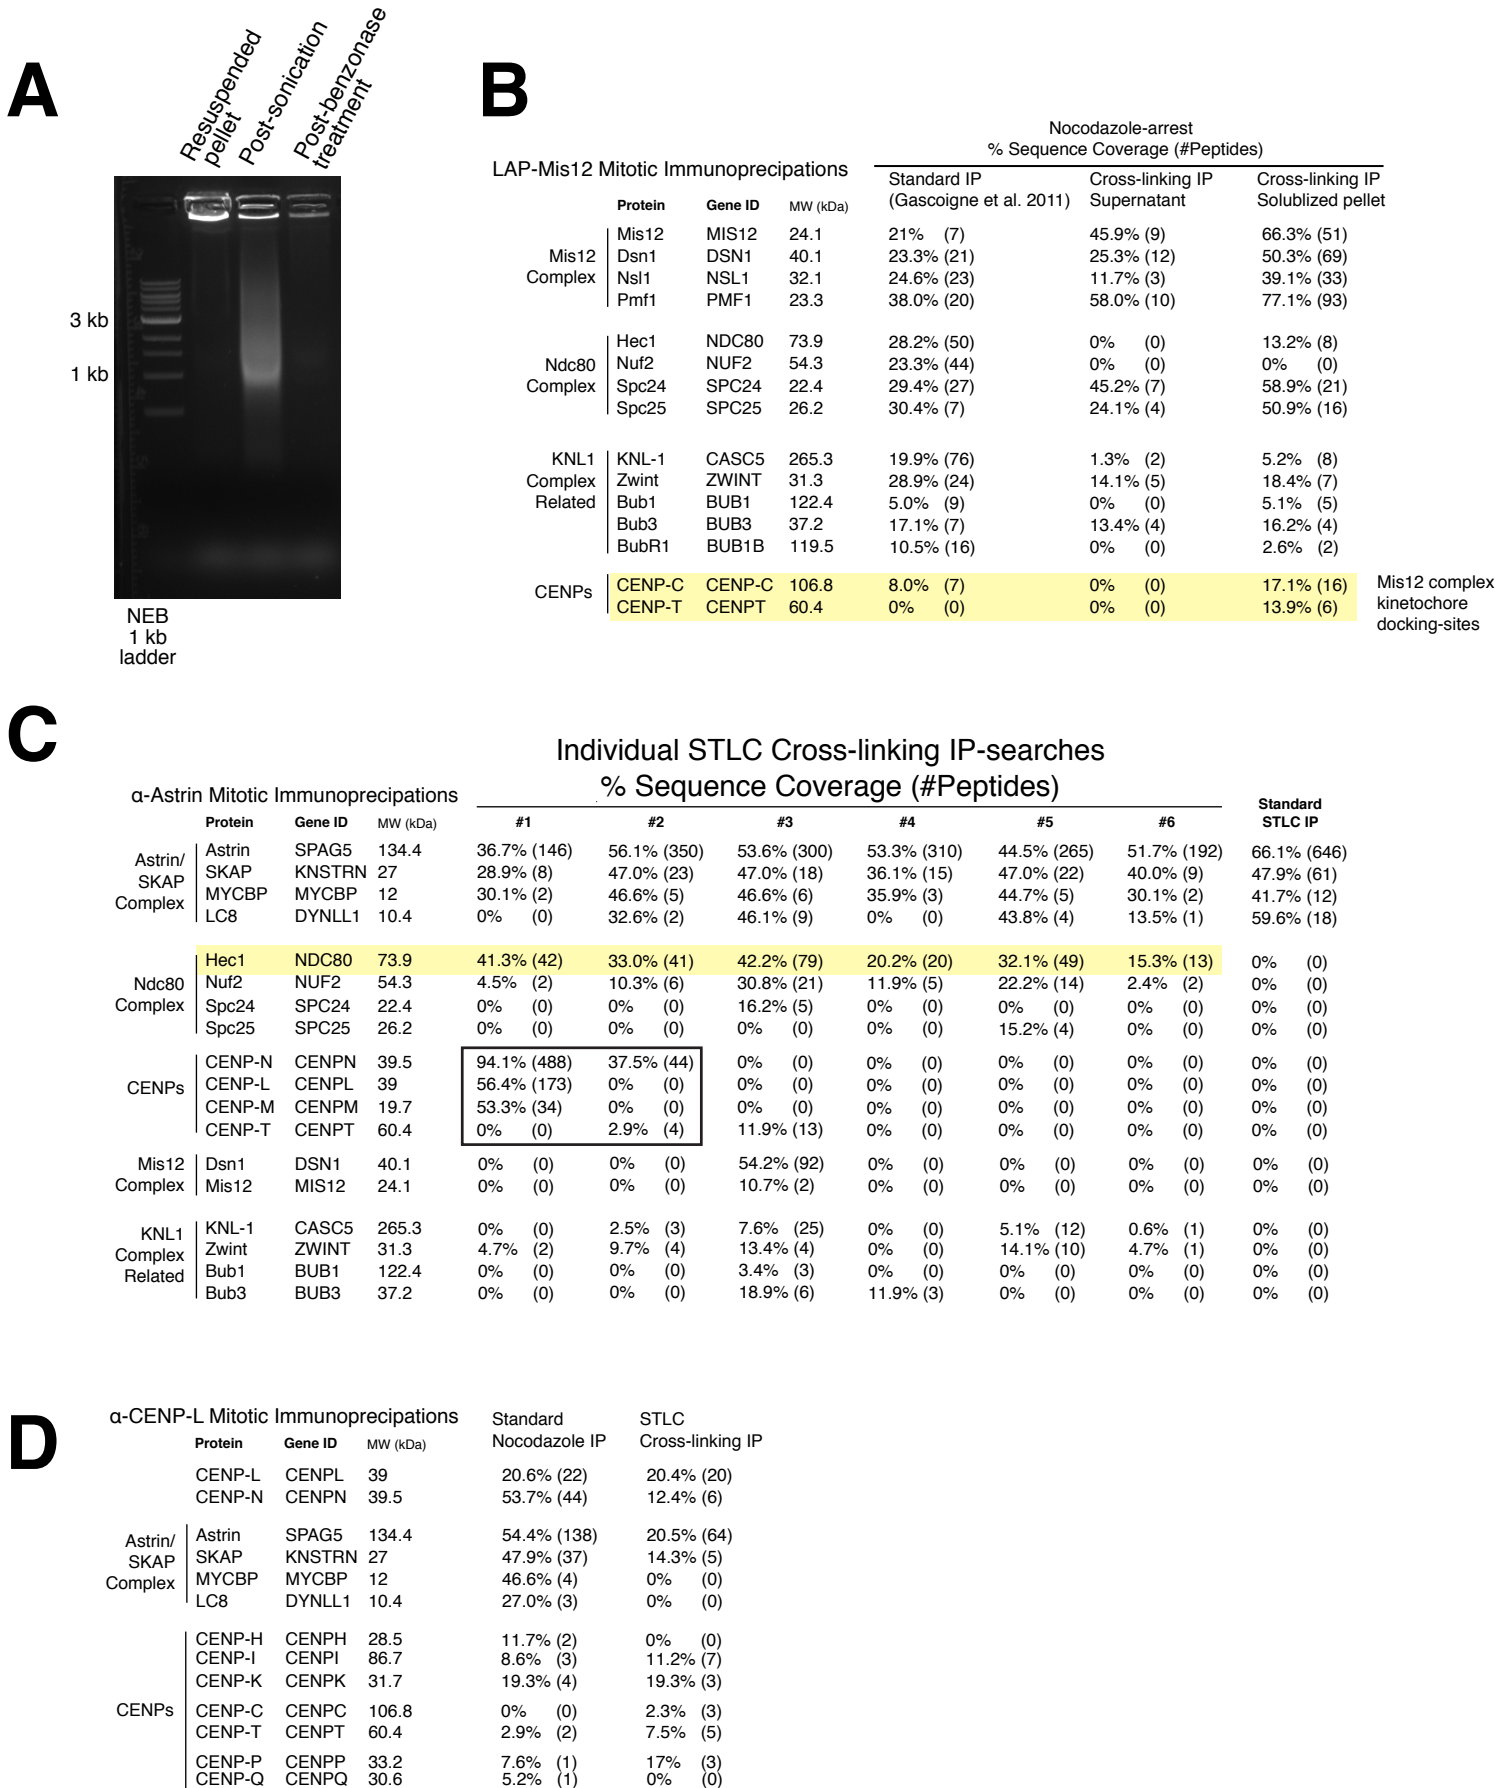 A
Resuspended
pellet
Post-sonication
Post-benzonase
treatment
3 kb
1 kb
NEB
1 kb
ladder
B
Nocodazole-arrest
% Sequence Coverage (#Peptides)
LAP-Mis12 Mitotic Immunoprecipations
Standard IP Cross-linking IP Cross-linking IP
Protein Gene ID MW (kDa) (Gascoigne et al. 2011) Supernatant Solublized pellet
Mis12 MIS12 24.1 21% (7) 45.9% (9) 66.3% (51)
Mis12 Dsn1 DSN1 40.1 23.3% (21) 25.3% (12) 50.3% (69)
Complex Nsl1 NSL1 32.1 24.6% (23) 11.7% (3) 39.1% (33)
Pmf1 PMF1 23.3 38.0% (20) 58.0% (10) 77.1% (93)
Hec1 NDC80 73.9 28.2% (50) 0% (0) 13.2% (8)
Ndc80 Nuf2 NUF2 54.3 23.3% (44) 0% (0) 0% (0)
Complex Spc24 SPC24 22.4 29.4% (27) 45.2% (7) 58.9% (21)
Spc25 SPC25 26.2 30.4% (7) 24.1% (4) 50.9% (16)
KNL1 KNL-1 CASC5 265.3 19.9% (76) 1.3% (2) 5.2% (8)
Complex Zwint ZWINT 31.3 28.9% (24) 14.1% (5) 18.4% (7)
Related Bub1 BUB1 122.4 5.0% (9) 0% (0) 5.1% (5)
Bub3 BUB3 37.2 17.1% (7) 13.4% (4) 16.2% (4)
BubR1 BUB1B 119.5 10.5% (16) 0% (0) 2.6% (2)
CENPs CENP-C CENP-C 106.8 8.0% (7) 0% (0) 17.1% (16) Mis12 complex
CENP-T CENPT 60.4 0% (0) 0% (0) 13.9% (6) kinetochore
docking-sites
C
Individual STLC Cross-linking IP-searches
% Sequence Coverage (#Peptides)
α-Astrin Mitotic Immunoprecipations
Standard
Protein Gene ID MW (kDa) #1 #2 #3 #4 #5 #6 STLC IP
Astrin/ Astrin SPAG5 134.4 36.7% (146) 56.1% (350) 53.6% (300) 53.3% (310) 44.5% (265) 51.7% (192) 66.1% (646)
SKAP SKAP KNSTRN 27 28.9% (8) 47.0% (23) 47.0% (18) 36.1% (15) 47.0% (22) 40.0% (9) 47.9% (61)
Complex MYCBP MYCBP 12 30.1% (2) 46.6% (5) 46.6% (6) 35.9% (3) 44.7% (5) 30.1% (2) 41.7% (12)
LC8 DYNLL1 10.4 0% (0) 32.6% (2) 46.1% (9) 0% (0) 43.8% (4) 13.5% (1) 59.6% (18)
Hec1 NDC80 73.9 41.3% (42) 33.0% (41) 42.2% (79) 20.2% (20) 32.1% (49) 15.3% (13) 0% (0)
Ndc80 Nuf2 NUF2 54.3 4.5% (2) 10.3% (6) 30.8% (21) 11.9% (5) 22.2% (14) 2.4% (2) 0% (0)
Complex Spc24 SPC24 22.4 0% (0) 0% (0) 16.2% (5) 0% (0) 0% (0) 0% (0) 0% (0)
Spc25 SPC25 26.2 0% (0) 0% (0) 0% (0) 0% (0) 15.2% (4) 0% (0) 0% (0)
CENP-N CENPN 39.5 94.1% (488) 37.5% (44) 0% (0) 0% (0) 0% (0) 0% (0) 0% (0)
CENPs CENP-L CENPL 39 56.4% (173) 0% (0) 0% (0) 0% (0) 0% (0) 0% (0) 0% (0)
CENP-M CENPM 19.7 53.3% (34) 0% (0) 0% (0) 0% (0) 0% (0) 0% (0) 0% (0)
CENP-T CENPT 60.4 0% (0) 2.9% (4) 11.9% (13) 0% (0) 0% (0) 0% (0) 0% (0)
Mis12 Dsn1 DSN1 40.1 0% (0) 0% (0) 54.2% (92) 0% (0) 0% (0) 0% (0) 0% (0)
Complex Mis12 MIS12 24.1 0% (0) 0% (0) 10.7% (2) 0% (0) 0% (0) 0% (0) 0% (0)
KNL1 KNL-1 CASC5 265.3 0% (0) 2.5% (3) 7.6% (25) 0% (0) 5.1% (12) 0.6% (1) 0% (0)
Complex Zwint ZWINT 31.3 4.7% (2) 9.7% (4) 13.4% (4) 0% (0) 14.1% (10) 4.7% (1) 0% (0)
Related Bub1 BUB1 122.4 0% (0) 0% (0) 3.4% (3) 0% (0) 0% (0) 0% (0) 0% (0)
Bub3 BUB3 37.2 0% (0) 0% (0) 18.9% (6) 11.9% (3) 0% (0) 0% (0) 0% (0)
D
α-CENP-L Mitotic Immunoprecipations Standard STLC
Protein Gene ID MW (kDa) Nocodazole IP Cross-linking IP
CENP-L CENPL 39 20.6% (22) 20.4% (20)
CENP-N CENPN 39.5 53.7% (44) 12.4% (6)
Astrin/ Astrin SPAG5 134.4 54.4% (138) 20.5% (64)
SKAP SKAP KNSTRN 27 47.9% (37) 14.3% (5)
Complex MYCBP MYCBP 12 46.6% (4) 0% (0)
LC8 DYNLL1 10.4 27.0% (3) 0% (0)
CENP-H CENPH 28.5 11.7% (2) 0% (0)
CENP-I CENPI 86.7 8.6% (3) 11.2% (7)
CENP-K CENPK 31.7 19.3% (4) 19.3% (3)
CENPs CENP-C CENPC 106.8 0% (0) 2.3% (3)
CENP-T CENPT 60.4 2.9% (2) 7.5% (5)
CENP-P CENPP 33.2 7.6% (1) 17% (3)
CENP-Q CENPQ 30.6 5.2% (1) 0% (0)